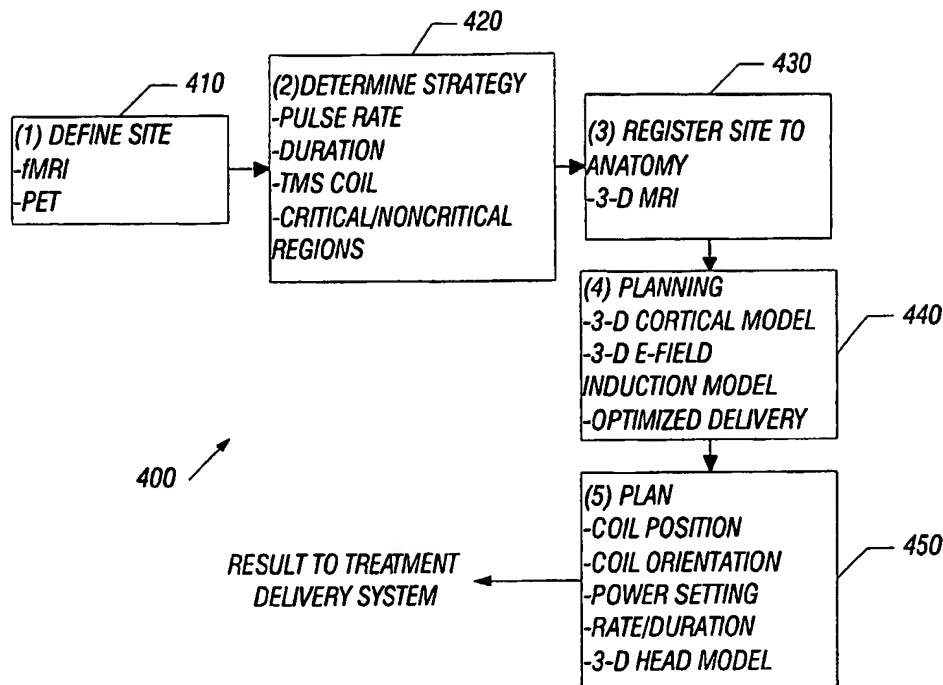 410
(1) DEFINE SITE
-fMRI
-PET
420
(2)DETERMINE STRATEGY
-PULSE RATE
-DURATION
-TMS COIL
-CRITICAL/NONCRITICAL
REGIONS
430
(3) REGISTER SITE TO
ANATOMY
-3-D MRI
(4) PLANNING
-3-D CORTICAL MODEL
-3-D E-FIELD
INDUCTION MODEL
-OPTIMIZED DELIVERY
440
400
(5) PLAN
-COIL POSITION
-COIL ORIENTATION
-POWER SETTING
-RATE/DURATION
-3-D HEAD MODEL
450
RESULT TO TREATMENT
DELIVERY SYSTEM